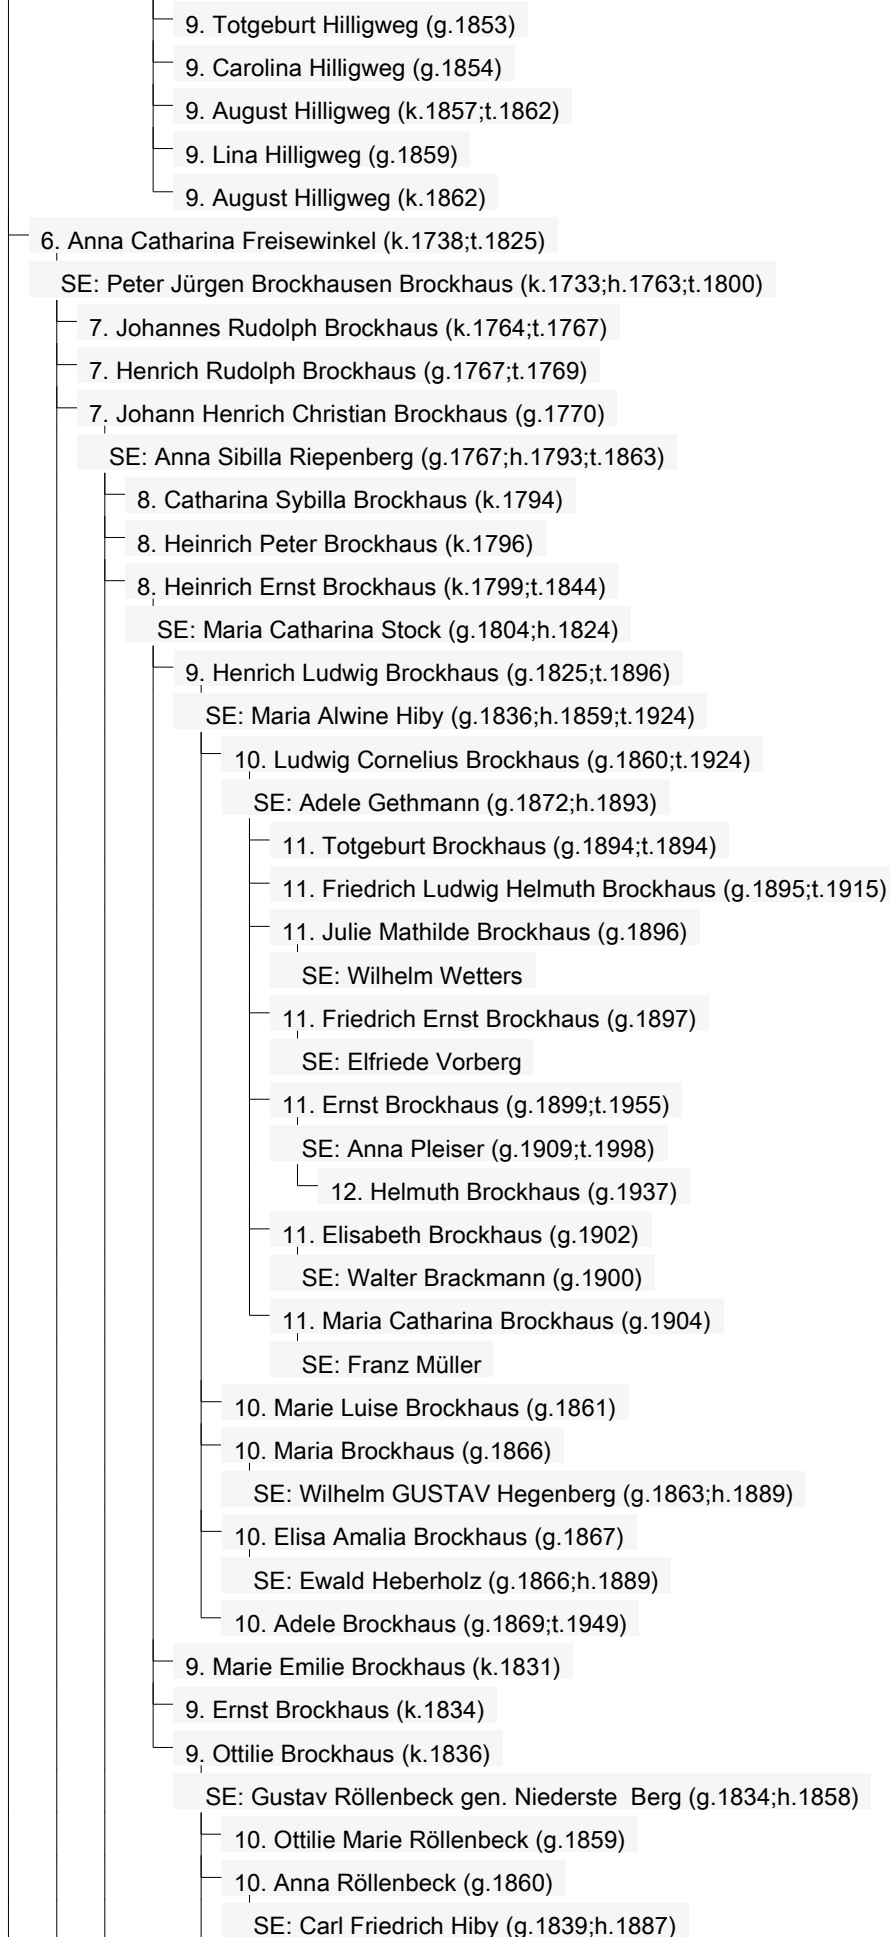 9. Totgeburt Hilligweg (g.1853)
9. Carolina Hilligweg (g.1854)
9. August Hilligweg (k.1857;t.1862)
9. Lina Hilligweg (g.1859)
9. August Hilligweg (k.1862)
6. Anna Catharina Freisewinkel (k.1738;t.1825)
SE: Peter Jürgen Brockhausen Brockhaus (k.1733;h.1763;t.1800)
7. Johannes Rudolph Brockhaus (k.1764;t.1767)
7. Henrich Rudolph Brockhaus (g.1767;t.1769)
7. Johann Henrich Christian Brockhaus (g.1770)
SE: Anna Sibilla Riepenberg (g.1767;h.1793;t.1863)
8. Catharina Sybilla Brockhaus (k.1794)
8. Heinrich Peter Brockhaus (k.1796)
8. Heinrich Ernst Brockhaus (k.1799;t.1844)
SE: Maria Catharina Stock (g.1804;h.1824)
9. Henrich Ludwig Brockhaus (g.1825;t.1896)
SE: Maria Alwine Hiby (g.1836;h.1859;t.1924)
10. Ludwig Cornelius Brockhaus (g.1860;t.1924)
SE: Adele Gethmann (g.1872;h.1893)
11. Totgeburt Brockhaus (g.1894;t.1894)
11. Friedrich Ludwig Helmuth Brockhaus (g.1895;t.1915)
11. Julie Mathilde Brockhaus (g.1896)
SE: Wilhelm Wetters
11. Friedrich Ernst Brockhaus (g.1897)
SE: Elfriede Vorberg
11. Ernst Brockhaus (g.1899;t.1955)
SE: Anna Pleiser (g.1909;t.1998)
12. Helmuth Brockhaus (g.1937)
11. Elisabeth Brockhaus (g.1902)
SE: Walter Brackmann (g.1900)
11. Maria Catharina Brockhaus (g.1904)
SE: Franz Müller
10. Marie Luise Brockhaus (g.1861)
10. Maria Brockhaus (g.1866)
SE: Wilhelm GUSTAV Hegenberg (g.1863;h.1889)
10. Elisa Amalia Brockhaus (g.1867)
SE: Ewald Heberholz (g.1866;h.1889)
10. Adele Brockhaus (g.1869;t.1949)
9. Marie Emilie Brockhaus (k.1831)
9. Ernst Brockhaus (k.1834)
9. Ottilie Brockhaus (k.1836)
SE: Gustav Röllenbeck gen. Niederste  Berg (g.1834;h.1858)
10. Ottilie Marie Röllenbeck (g.1859)
10. Anna Röllenbeck (g.1860)
SE: Carl Friedrich Hiby (g.1839;h.1887)